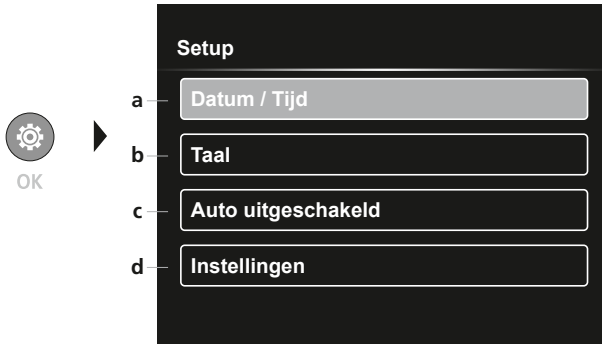 Setup
a Datum / Tijd
OK
b Taal
c Auto uitgeschakeld
d Instellingen